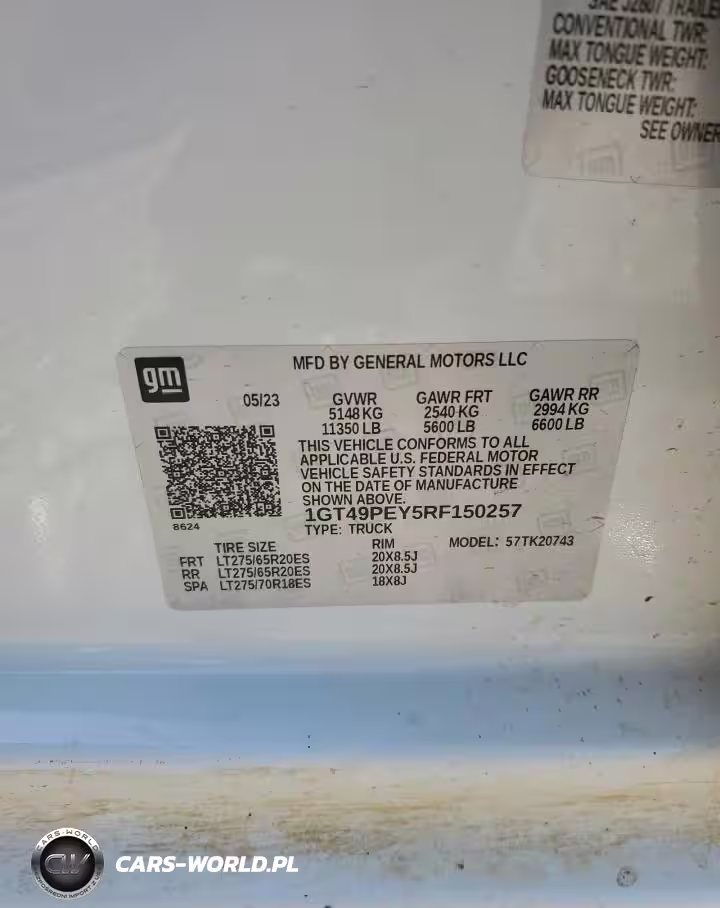 SAE J2807 TRAILER
CONVENTIONAL TWR:
MAX TONGUE WEIGHT:
GOOSENECK TWR:
MAX TONGUE WEIGHT:
SEE OWNER
gm
MFD BY GENERAL MOTORS LLC
05/23
GVWR GAWR FRT GAWR RR
5148 KG 2540 KG 2994 KG
11350 LB 5600 LB 6600 LB
THIS VEHICLE CONFORMS TO ALL
APPLICABLE U.S. FEDERAL MOTOR
VEHICLE SAFETY STANDARDS IN EFFECT
ON THE DATE OF MANUFACTURE
SHOWN ABOVE.
8624
1GT49PEY5RF150257
TYPE: TRUCK
TIRE SIZE RIM MODEL: 57TK20743
FRT LT275/65R20ES 20X8.5J
RR LT275/65R20ES 20X8.5J
SPA LT275/70R18ES 18X8J
CARS-WORLD
CW
CARS-WORLD.PL